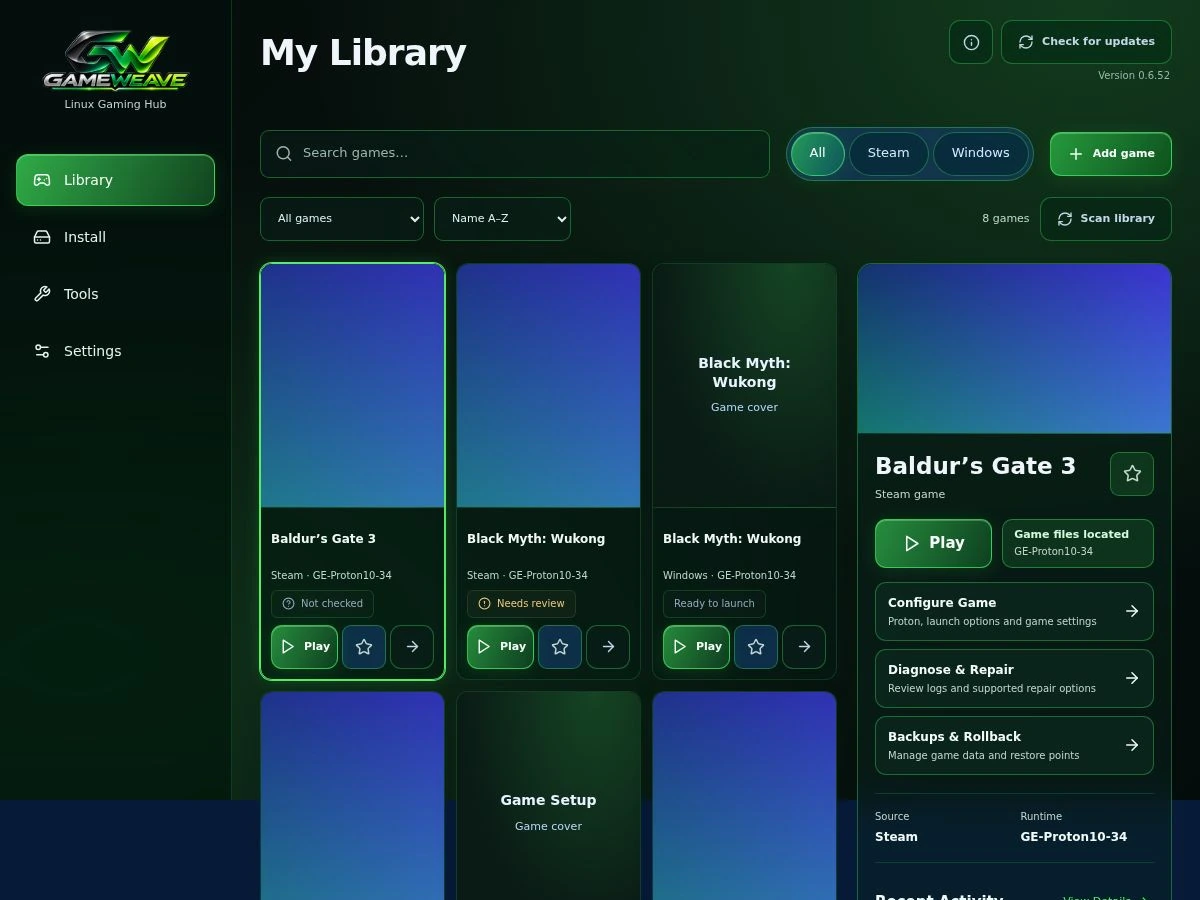 GW
GAMEWEAVE
Linux Gaming Hub
Library
Install
Tools
Settings
My Library
Check for updates
Version 0.6.52
Search games...
All
Steam
Windows
Add game
All games
Name A–Z
8 games
Scan library
Baldur’s Gate 3
Steam · GE-Proton10-34
Not checked
Play
Black Myth: Wukong
Steam · GE-Proton10-34
Needs review
Play
Black Myth:
Wukong
Game cover
Black Myth: Wukong
Windows · GE-Proton10-34
Ready to launch
Play
Game Setup
Game cover
Baldur’s Gate 3
Steam game
Play
Game files located
GE-Proton10-34
Configure Game
Proton, launch options and game settings
Diagnose & Repair
Review logs and supported repair options
Backups & Rollback
Manage game data and restore points
Source
Steam
Runtime
GE-Proton10-34
Recent Activity
View Details